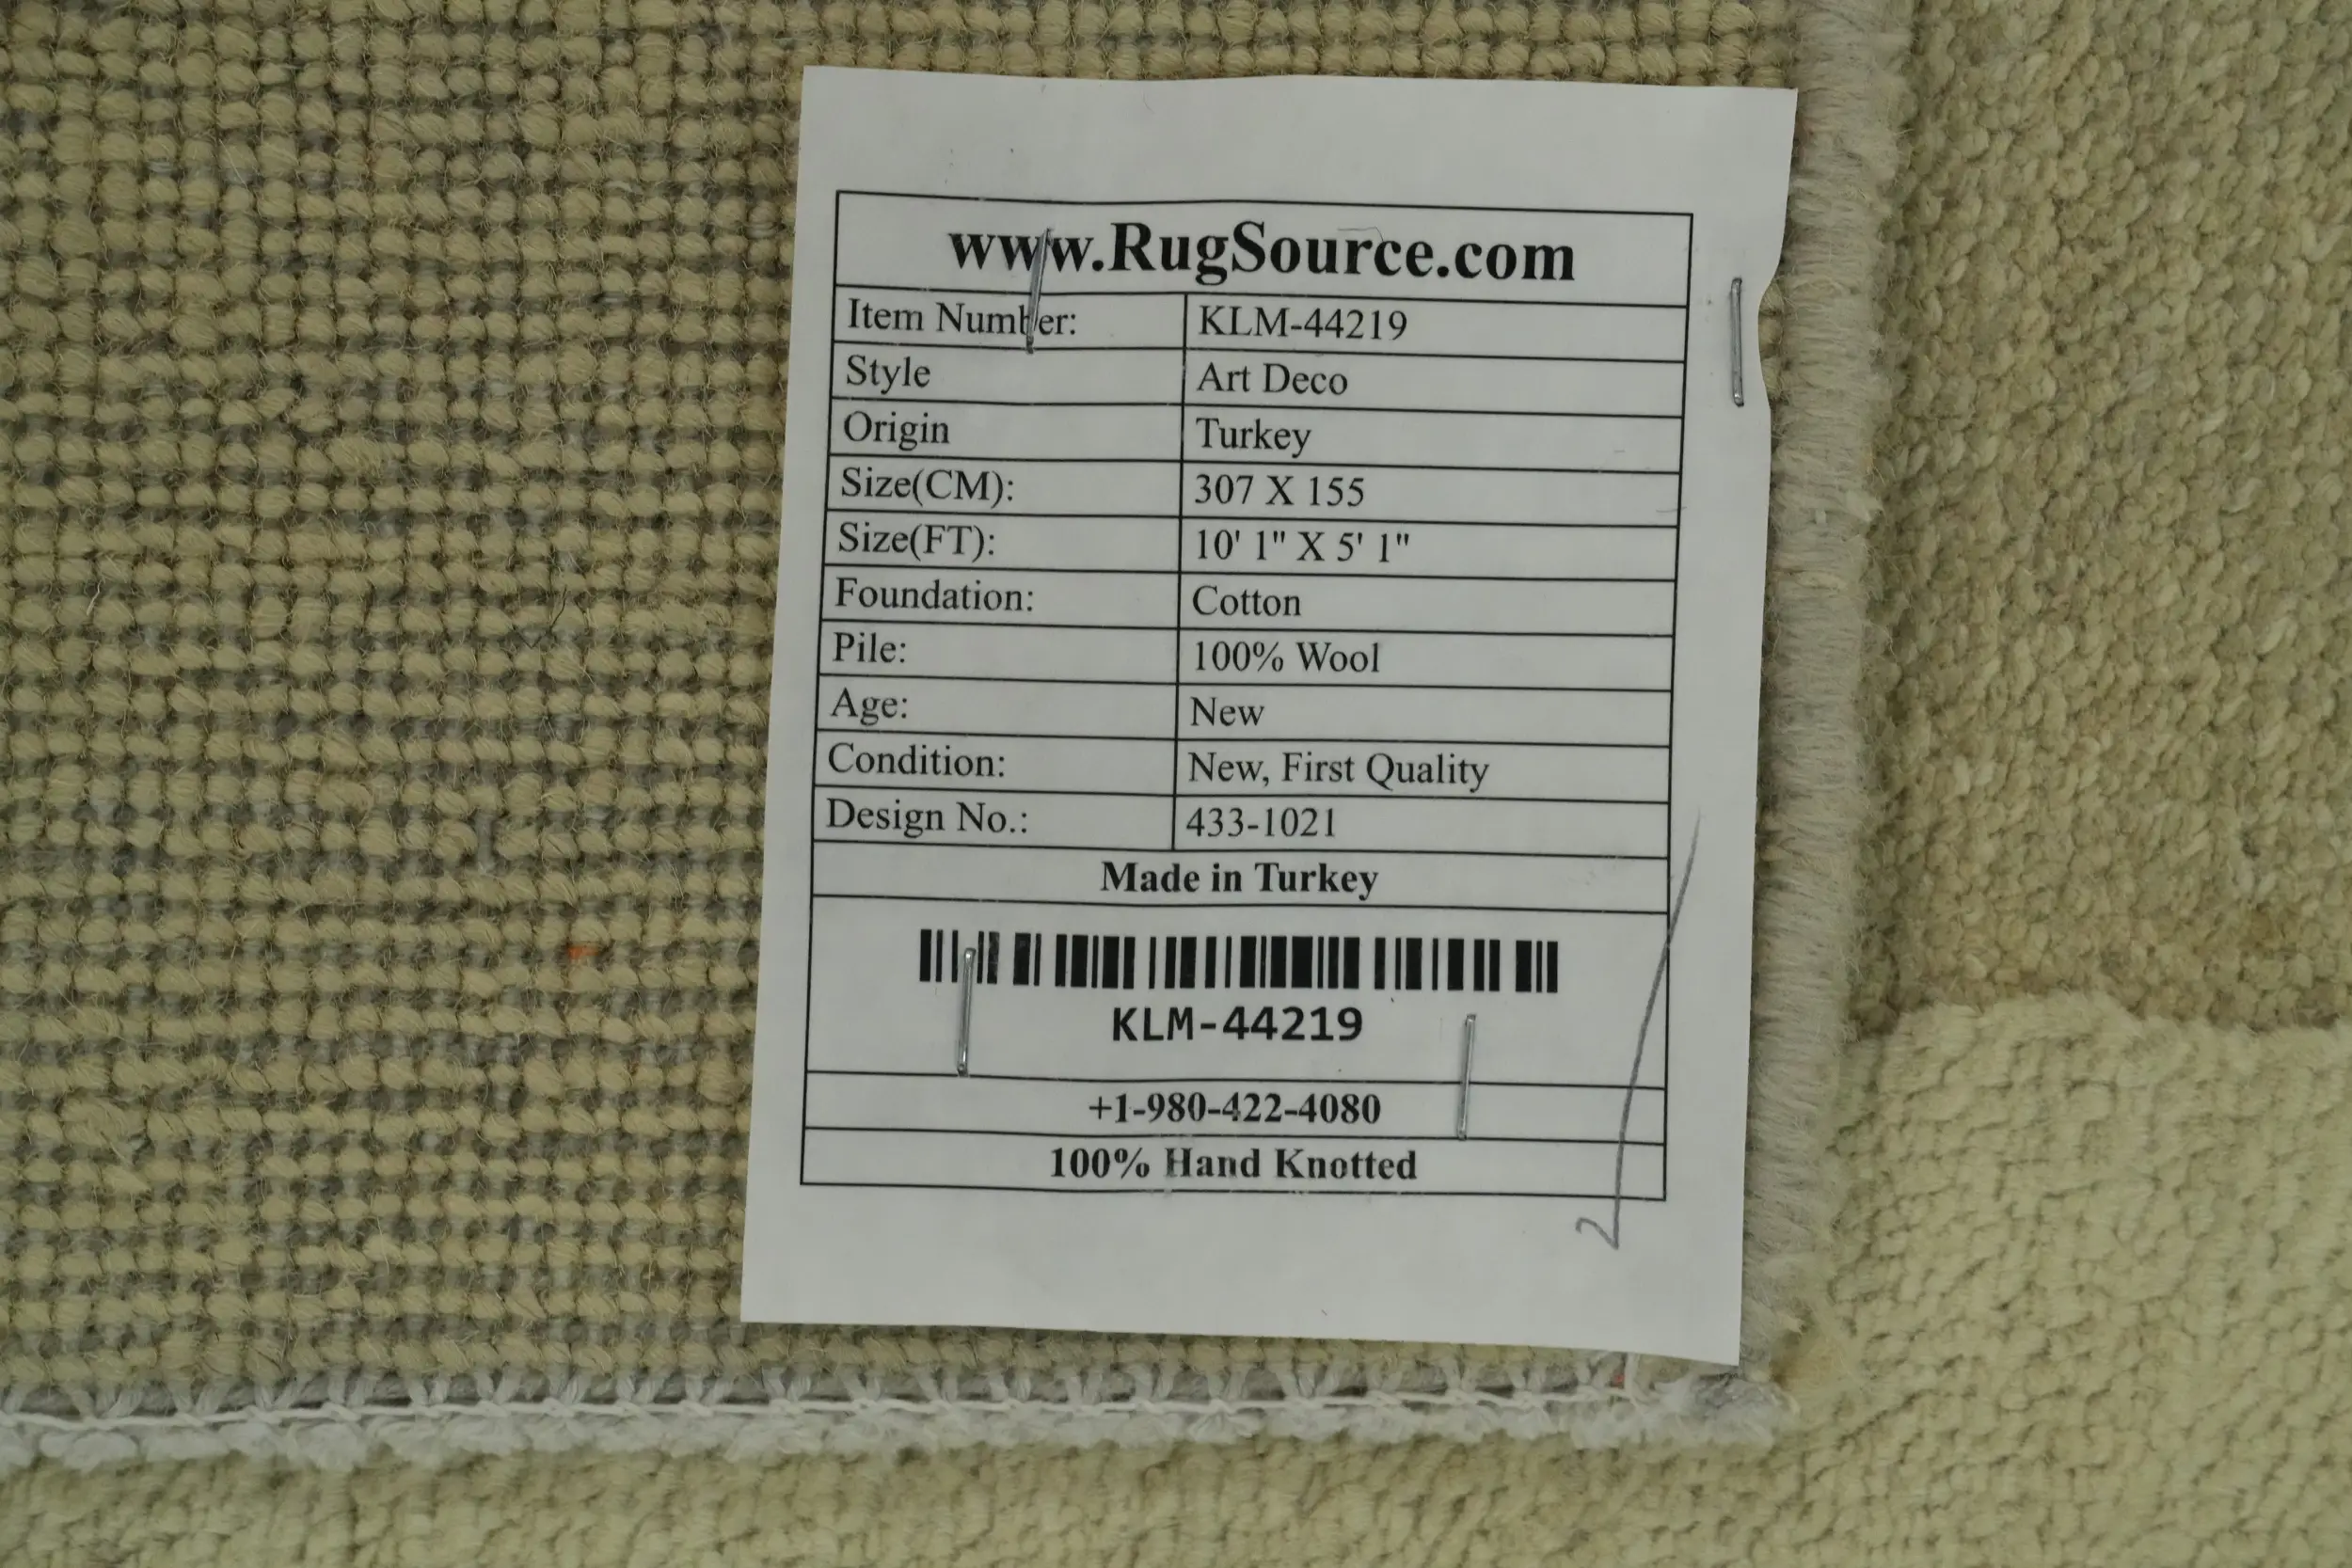 www.RugSource.com
Item Number: KLM-44219
Style Art Deco
Origin Turkey
Size(CM): 307 X 155
Size(FT): 10' 1" X 5' 1"
Foundation: Cotton
Pile: 100% Wool
Age: New
Condition: New, First Quality
Design No.: 433-1021
Made in Turkey
KLM-44219
+1-980-422-4080
100% Hand Knotted